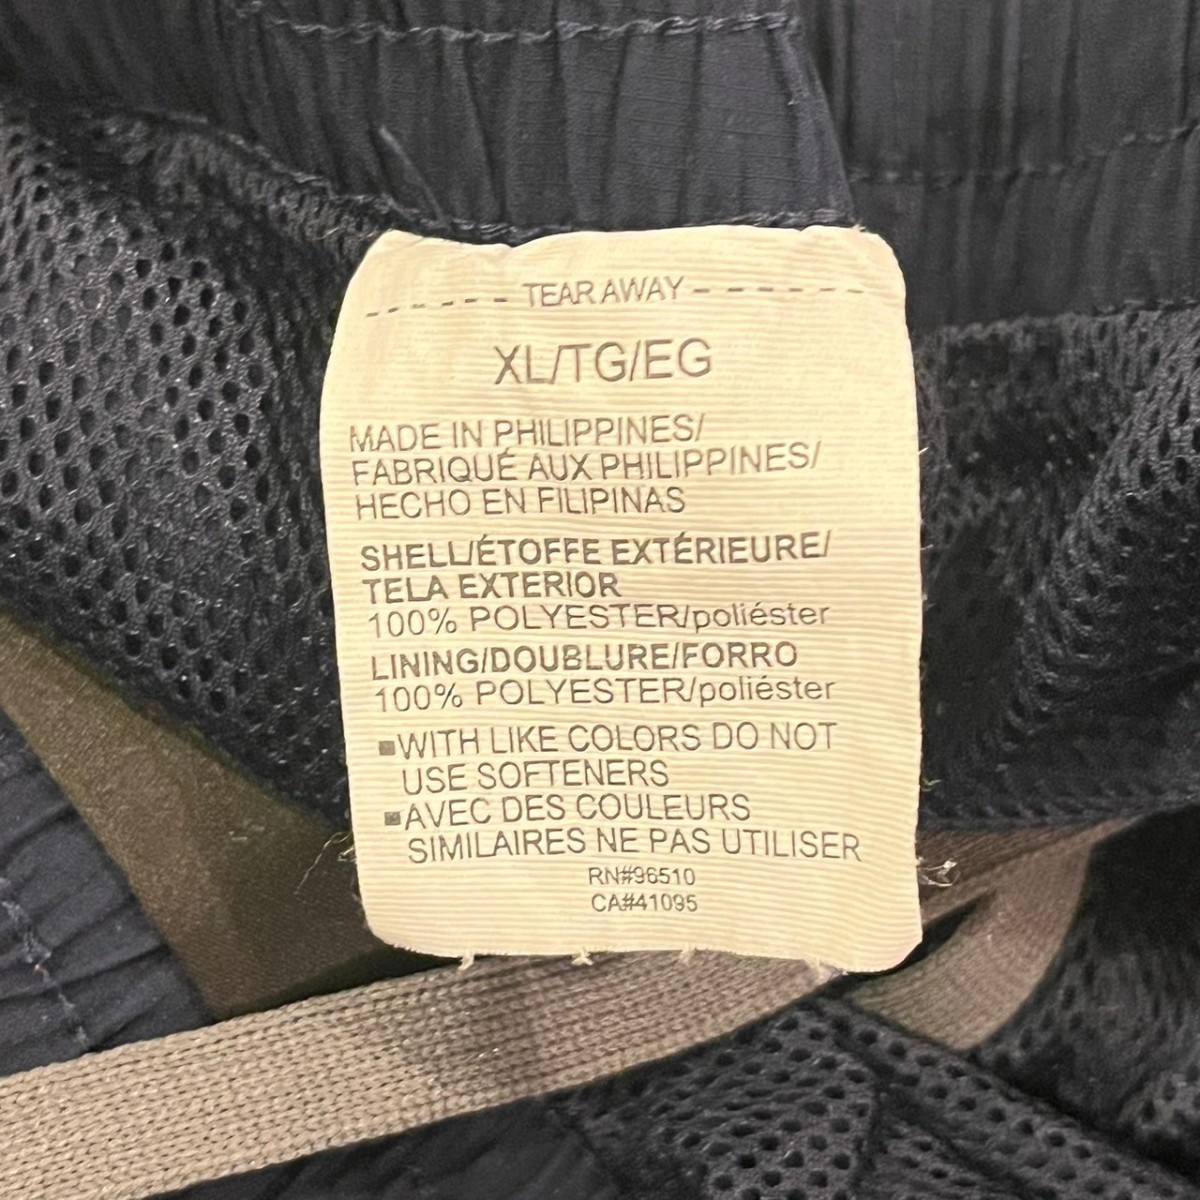 ----- TEAR AWAY ------
XL/TG/EG
MADE IN PHILIPPINES/
FABRIQUÉ AUX PHILIPPINES/
HECHO EN FILIPINAS
SHELL/ÉTOFFE EXTÉRIEURE/
TELA EXTERIOR
100% POLYESTER/poliéster
LINING/DOUBLURE/FORRO
100% POLYESTER/poliéster
▪WITH LIKE COLORS DO NOT
USE SOFTENERS
▪AVEC DES COULEURS
SIMILAIRES NE PAS UTILISER
RN#96510
CA#41095